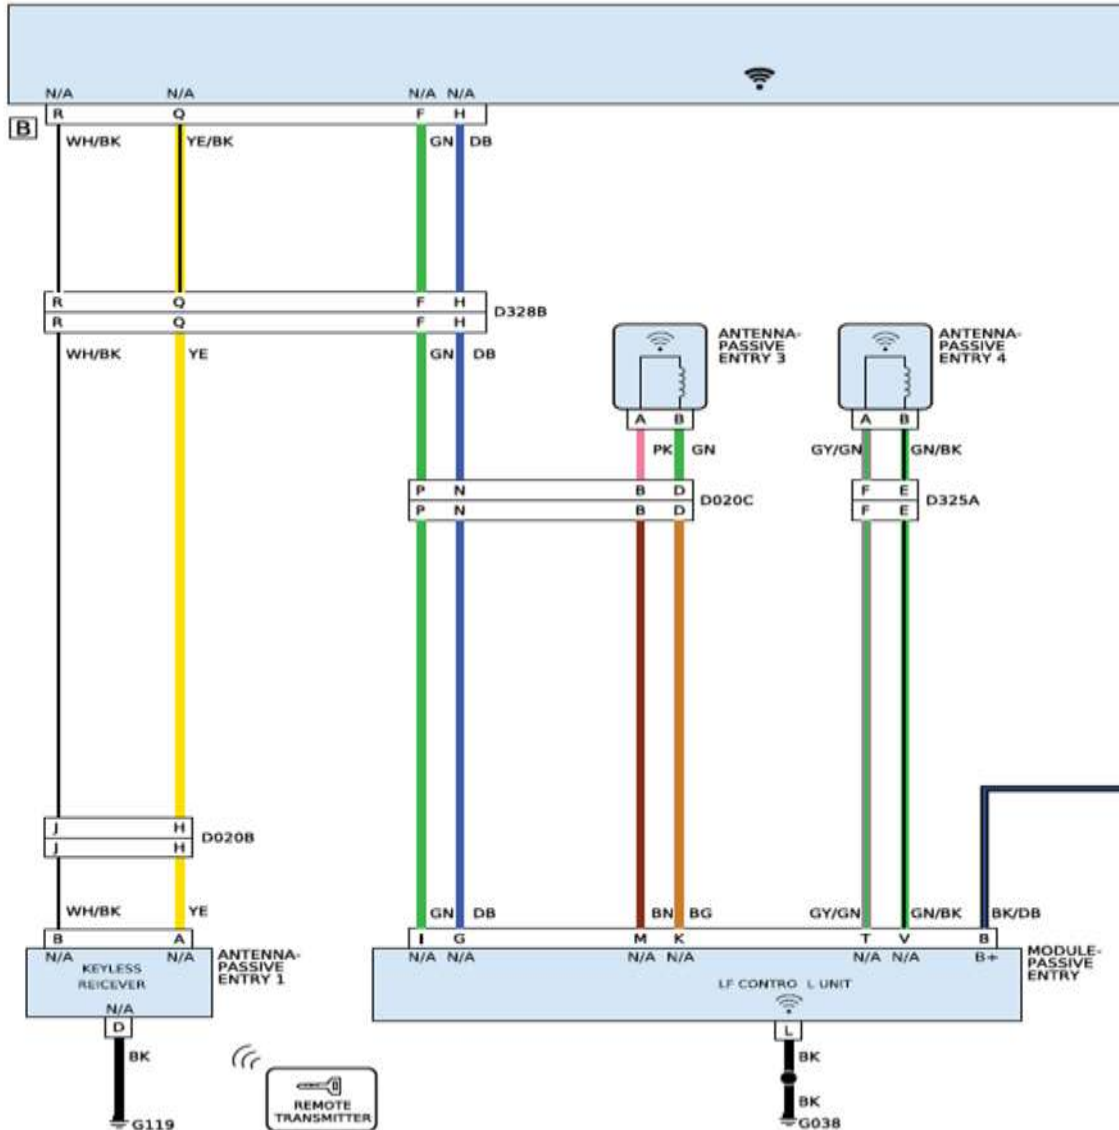 N/A N/A N/A N/A
R Q F H
B
WH/BK YE/BK GN DB
R Q F H
D328B
R Q F H
WH/BK YE GN DB
ANTENNA-
PASSIVE
ENTRY 3
ANTENNA-
PASSIVE
ENTRY 4
A B A B
PK GN GY/GN GN/BK
P N B D F E
D020C D325A
P N B D F E
J H
D020B
J H
WH/BK YE GN DB BN BG GY/GN GN/BK BK/DB
B A I G M K T V B
N/A N/A N/A N/A N/A N/A N/A N/A B+
ANTENNA-
PASSIVE
ENTRY 1
MODULE-
PASSIVE
ENTRY
KEYLESS
REICEVER
LF CONTRO L UNIT
N/A
D L
BK BK
REMOTE
TRANSMITTER
BK
G119 G038